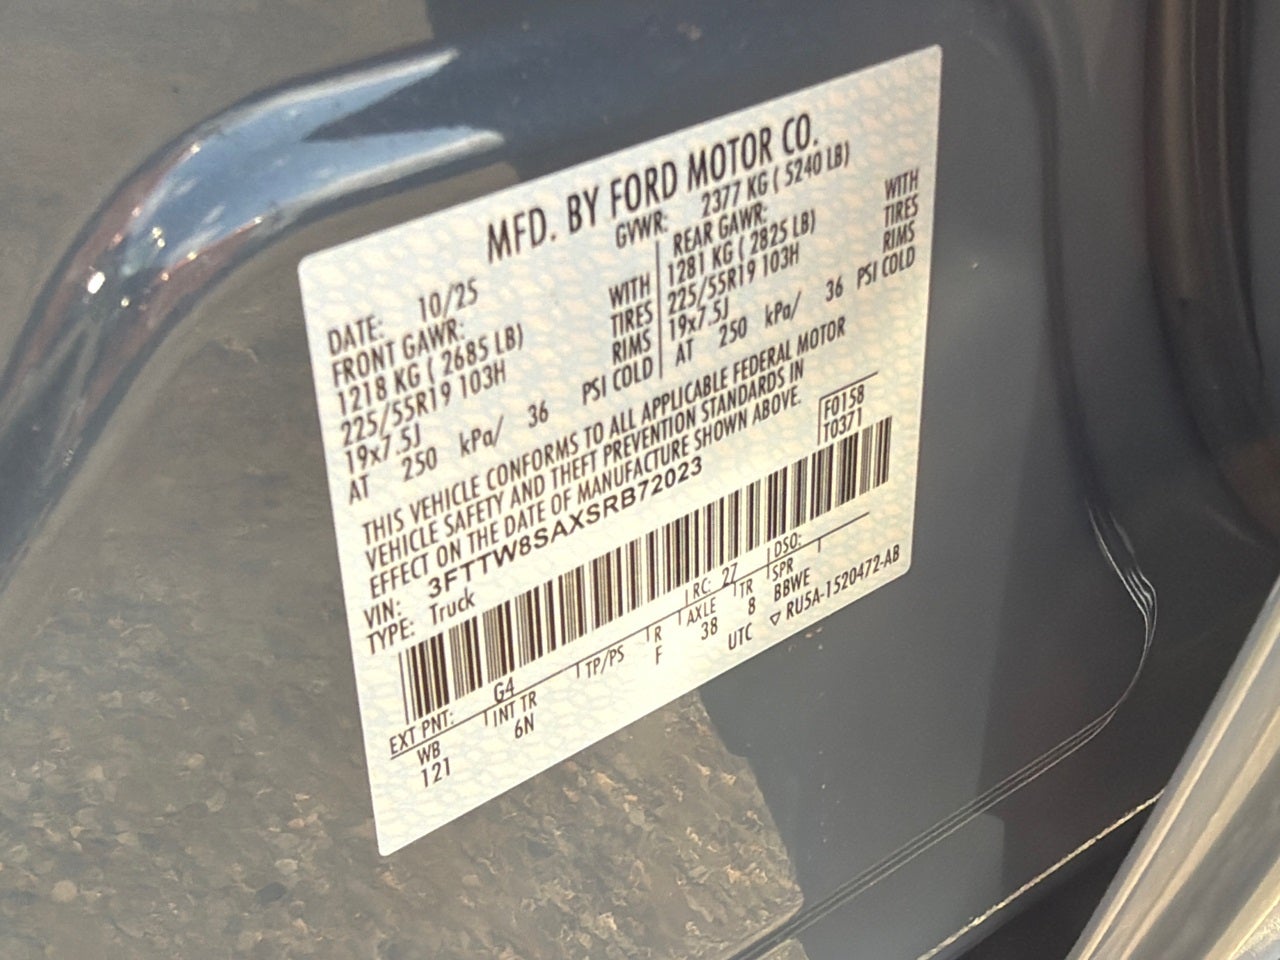 MFD. BY FORD MOTOR CO.
DATE: 10/25 GVWR: 2377 KG ( 5240 LB)
FRONT GAWR: REAR GAWR:
1218 KG ( 2685 LB) WITH 1281 KG ( 2825 LB) WITH
225/55R19 103H TIRES 225/55R19 103H TIRES
19x7.5J RIMS 19x7.5J RIMS
AT 250 kPa/ 36 PSI COLD AT 250 kPa/ 36 PSI COLD
THIS VEHICLE CONFORMS TO ALL APPLICABLE FEDERAL MOTOR
VEHICLE SAFETY AND THEFT PREVENTION STANDARDS IN
EFFECT ON THE DATE OF MANUFACTURE SHOWN ABOVE.
VIN: 3FTTW8SAXSRB72023 F0158
TYPE: Truck T0371
EXT PNT: G4 RC: 27 DSO:
WB INT TR TP/PS R AXLE TR SPR
121 6N F 38 8 BBWE
UTC ▽ RU5A-1520472-AB